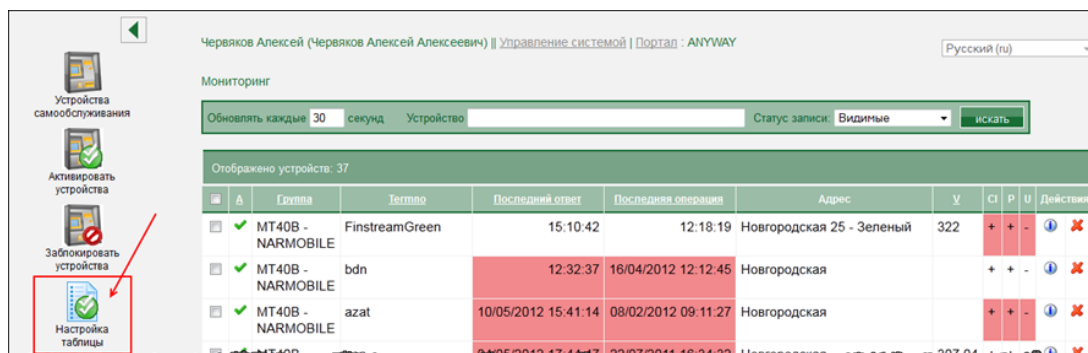 Червяков Алексей (Червяков Алексей Алексеевич) || Управление системой | Портал : ANYWAY
Русский (ru)
Мониторинг
Устройства
самообслуживания
Активировать
устройства
Заблокировать
устройства
Настройка
таблицы
Обновлять каждые 30 секунд Устройство Статус записи: Видимые искать
Отображено устройств: 37
A Группа Termno Последний ответ Последняя операция Адрес V CI P U Действия
MT40B - FinstreamGreen 15:10:42 12:18:19 Новгородская 25 - Зеленый 322 + + -
NARMOBILE
MT40B - bdn 12:32:37 16/04/2012 12:12:45 Новгородская + + -
NARMOBILE
MT40B - azat 10/05/2012 15:41:14 08/02/2012 09:11:27 Новгородская + + -
NARMOBILE